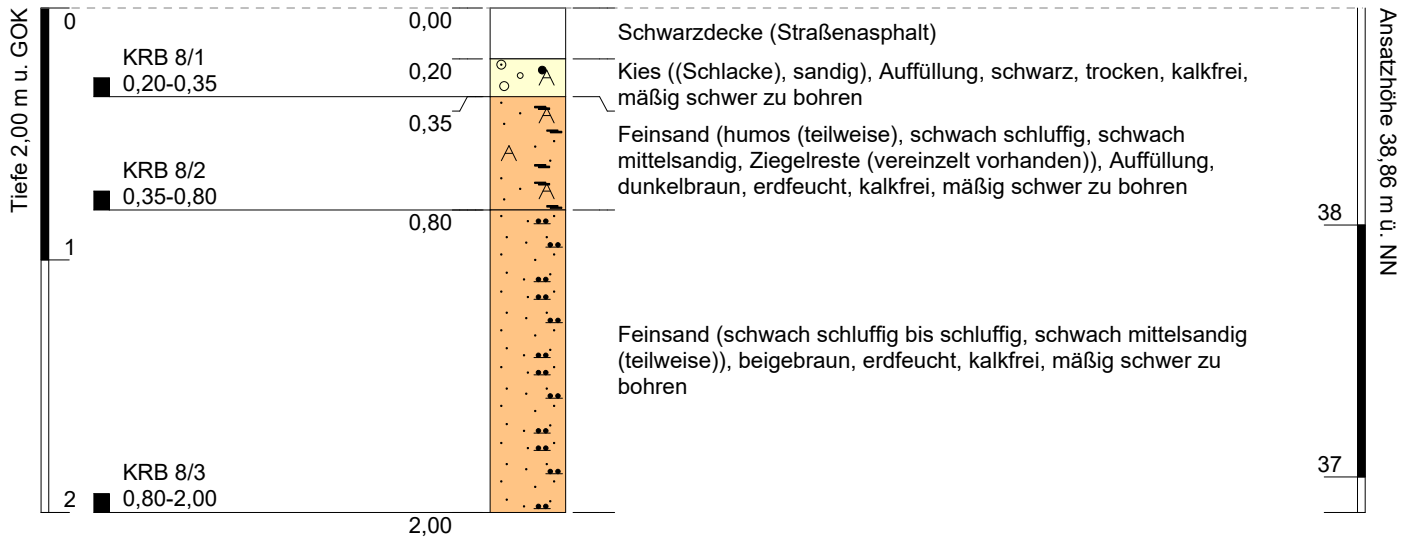 Tiefe 2,00 m u. GOK
0
1
2
KRB 8/1
0,20-0,35
KRB 8/2
0,35-0,80
KRB 8/3
0,80-2,00
0,00
0,20
0,35
0,80
2,00
Schwarzdecke (Straßenasphalt)
Kies ((Schlacke), sandig), Auffüllung, schwarz, trocken, kalkfrei,
mäßig schwer zu bohren
Feinsand (humos (teilweise), schwach schluffig, schwach
mittelsandig, Ziegelreste (vereinzelt vorhanden)), Auffüllung,
dunkelbraun, erdfeucht, kalkfrei, mäßig schwer zu bohren
Feinsand (schwach schluffig bis schluffig, schwach mittelsandig
(teilweise)), beigebraun, erdfeucht, kalkfrei, mäßig schwer zu
bohren
38
37
Ansatzhöhe 38,86 m ü. NN